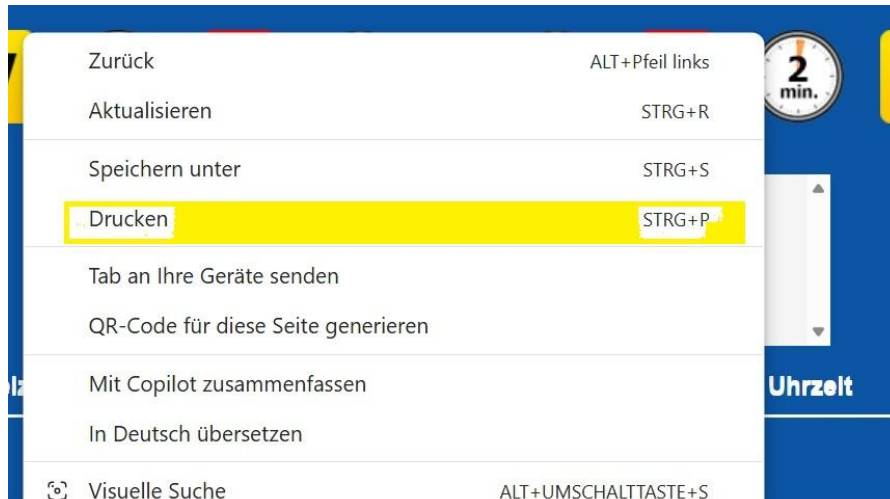 Zurück ALT+Pfeil links
2
min.
Aktualisieren STRG+R
Speichern unter STRG+S
Drucken STRG+P
Tab an Ihre Geräte senden
QR-Code für diese Seite generieren
Mit Copilot zusammenfassen
Uhrzeit
In Deutsch übersetzen
Visuelle Suche ALT+UMSCHALTTASTE+S